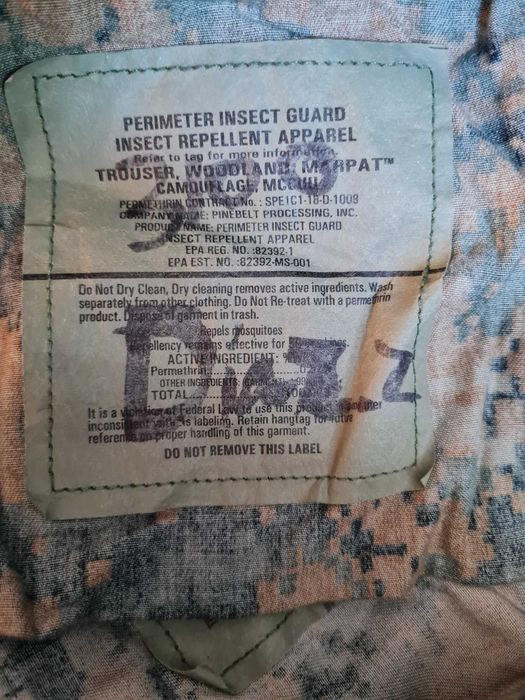 PERIMETER INSECT GUARD
INSECT REPELLENT APPAREL
Refer to tag for more information.
TROUSER, WOODLAND, MARPAT™
CAMOUFLAGE, MCCUU
PERMETHRIN CONTRACT No.: SPE1C1-18-D-1008
COMPANY NAME: PINEBELT PROCESSING, INC.
PRODUCT NAME: PERIMETER INSECT GUARD
INSECT REPELLENT APPAREL
EPA REG. NO.:82392-1
EPA EST. NO.:82392-MS-001
Do Not Dry Clean, Dry cleaning removes active ingredients. Wash
separately from other clothing. Do Not Re-treat with a permethrin
product. Dispose of garment in trash.
Repels mosquitoes
Repellency remains effective for
ACTIVE INGREDIENT:
Permethrin
OTHER INGREDIENTS
TOTAL
It is a violation of Federal Law to use this product in
inconsistent with its labeling. Retain hangtag for
reference on proper handling of this garment.
DO NOT REMOVE THIS LABEL
Diaz, Z